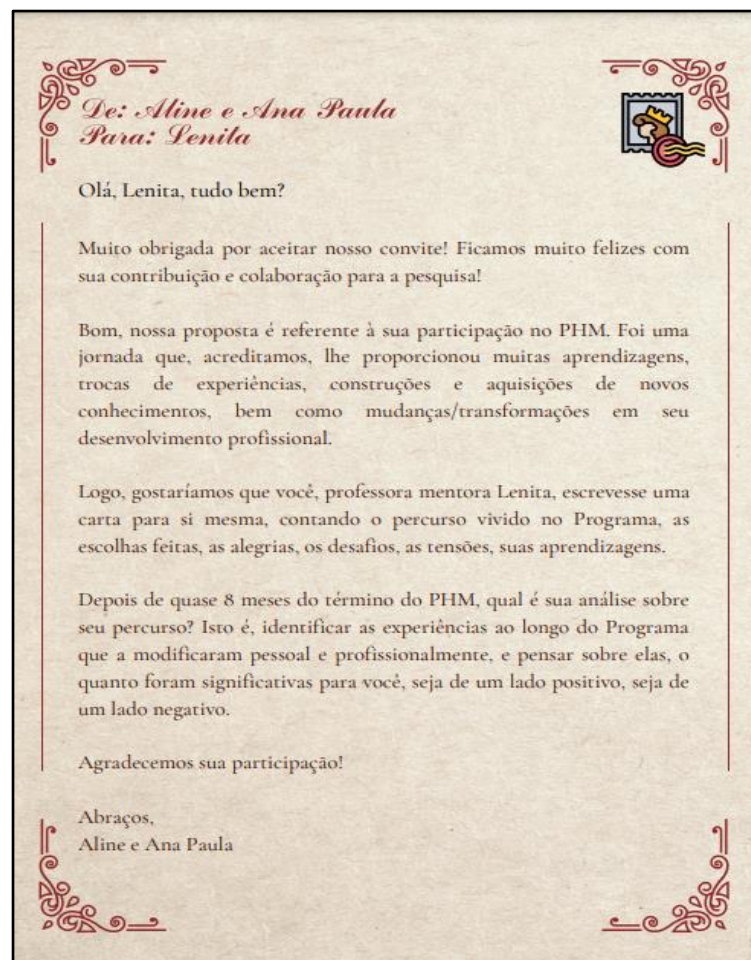 De: Aline e Ana Paula
Para: Lenita
Olá, Lenita, tudo bem?
Muito obrigada por aceitar nosso convite! Ficamos muito felizes com
sua contribuição e colaboração para a pesquisa!
Bom, nossa proposta é referente à sua participação no PHM. Foi uma
jornada que, acreditamos, lhe proporcionou muitas aprendizagens,
trocas de experiências, construções e aquisições de novos
conhecimentos, bem como mudanças/transformações em seu
desenvolvimento profissional.
Logo, gostaríamos que você, professora mentora Lenita, escrevesse uma
carta para si mesma, contando o percurso vivido no Programa, as
escolhas feitas, as alegrias, os desafios, as tensões, suas aprendizagens.
Depois de quase 8 meses do término do PHM, qual é sua análise sobre
seu percurso? Isto é, identificar as experiências ao longo do Programa
que a modificaram pessoal e profissionalmente, e pensar sobre elas, o
quanto foram significativas para você, seja de um lado positivo, seja de
um lado negativo.
Agradecemos sua participação!
Abraços,
Aline e Ana Paula